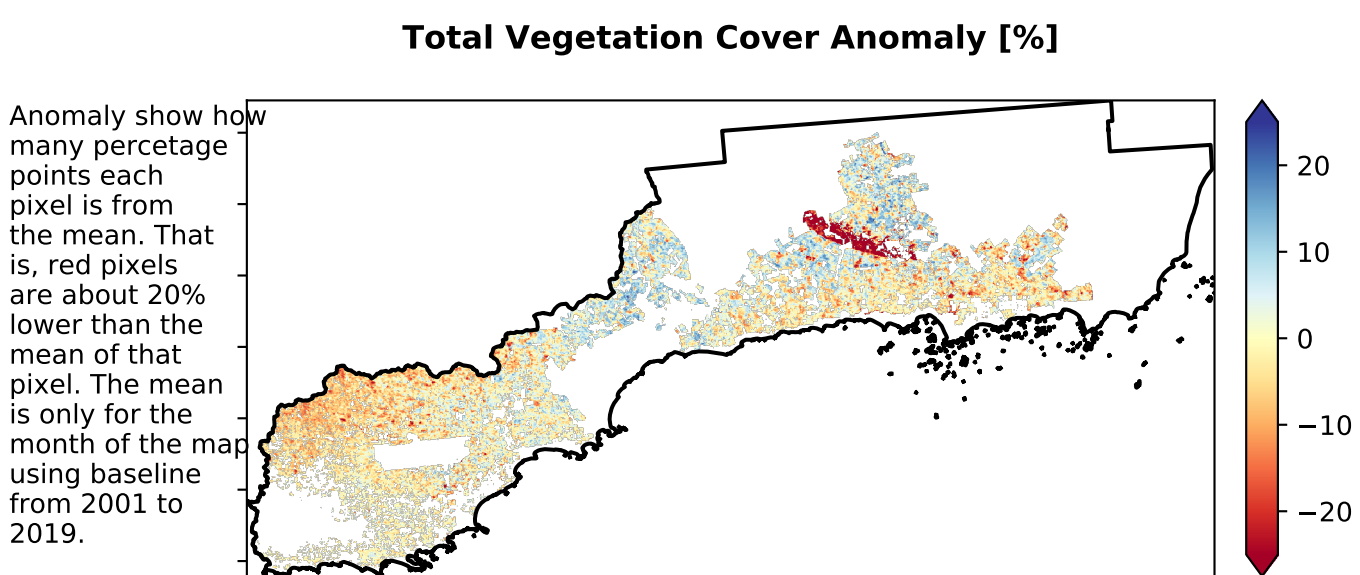 Total Vegetation Cover Anomaly [%]
Anomaly show how
many percetage
points each
pixel is from
the mean. That
is, red pixels
are about 20%
lower than the
mean of that
pixel. The mean
is only for the
month of the map
using baseline
from 2001 to
2019.
20
10
0
−10
−20